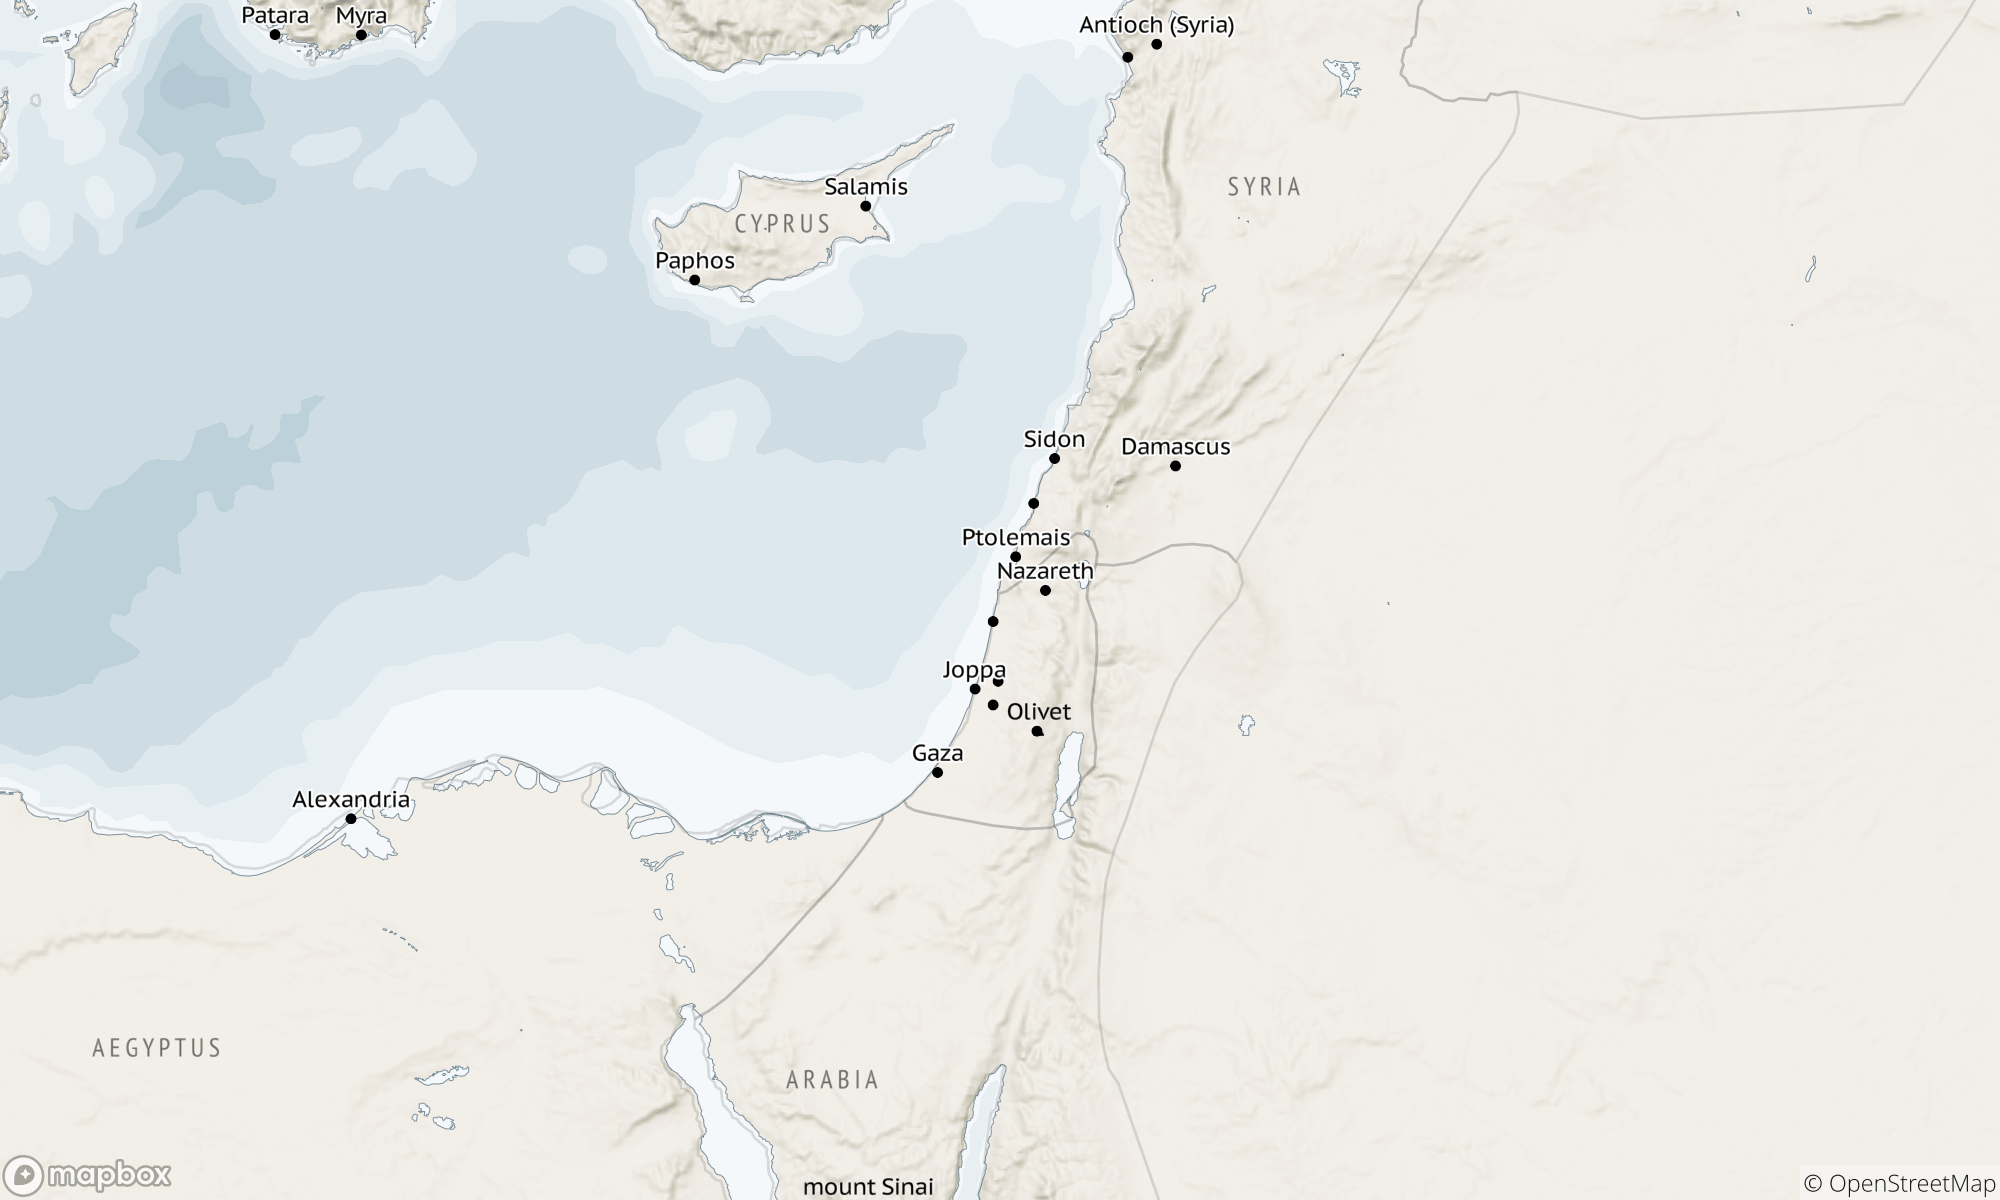 Patara
Myra
Antioch (Syria)
Salamis
SYRIA
CYPRUS
Paphos
Sidon
Damascus
Ptolemais
Nazareth
Joppa
Olivet
Gaza
Alexandria
AEGYPTUS
ARABIA
mount Sinai
mapbox
© OpenStreetMap